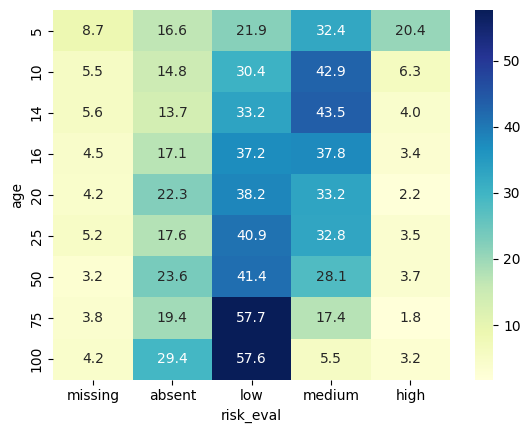 5 8.7 16.6 21.9 32.4 20.4
10 5.5 14.8 30.4 42.9 6.3
14 5.6 13.7 33.2 43.5 4.0
16 4.5 17.1 37.2 37.8 3.4
20 4.2 22.3 38.2 33.2 2.2
25 5.2 17.6 40.9 32.8 3.5
50 3.2 23.6 41.4 28.1 3.7
75 3.8 19.4 57.7 17.4 1.8
100 4.2 29.4 57.6 5.5 3.2
missing absent low medium high
risk_eval
age
50
40
30
20
10